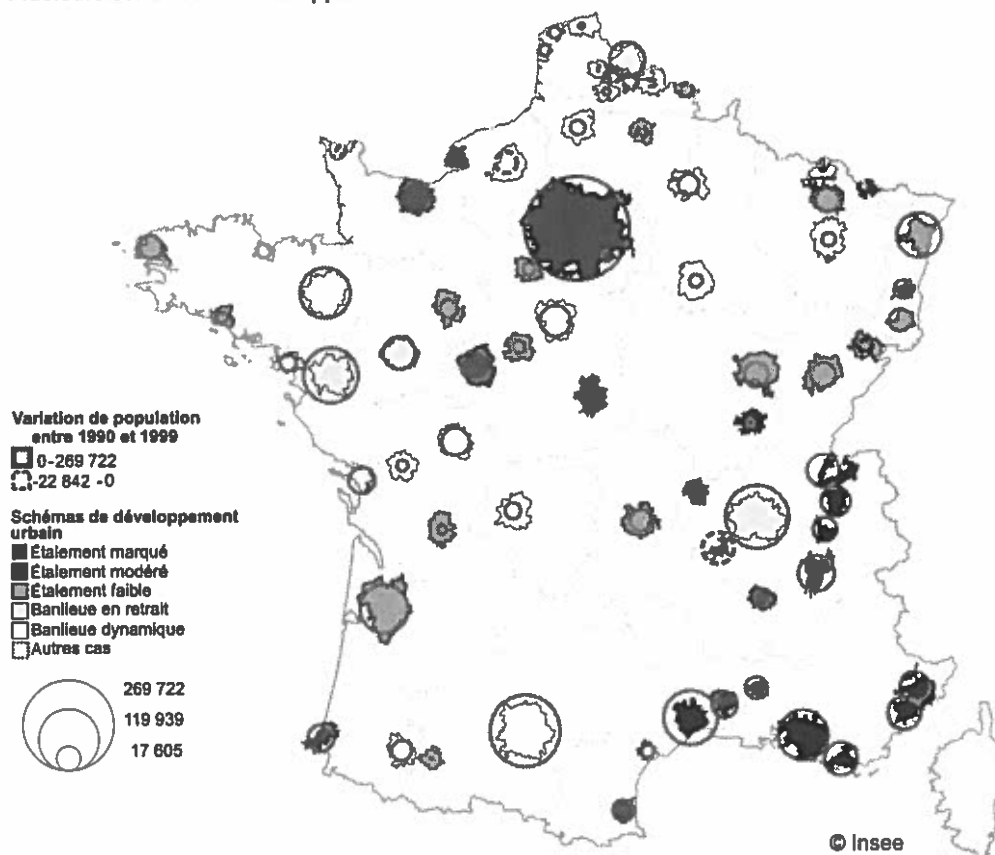 Variation de population
entre 1990 et 1999
0-269 722
-22 842 -0
Schémas de développement
urbain
Étalement marqué
Étalement modéré
Étalement faible
Banlieue en retrait
Banlieue dynamique
Autres cas
269 722
119 939
17 605
© Insee